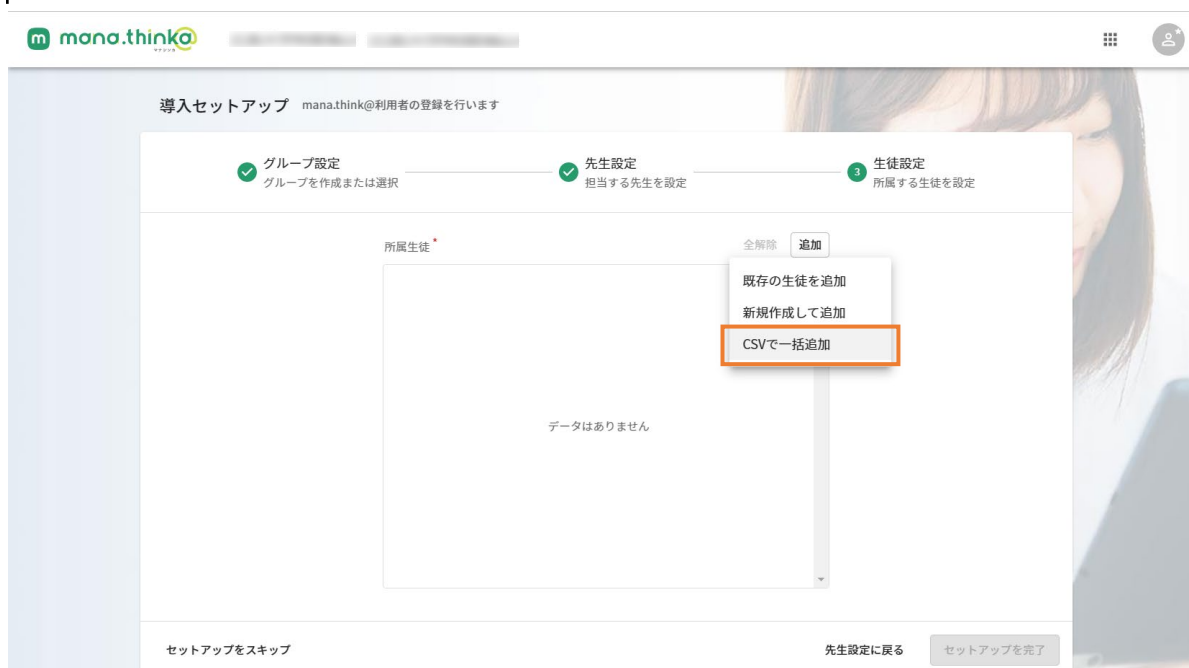 mana.think@
マナシンカ
導入セットアップ mana.think@利用者の登録を行います
グループ設定
グループを作成または選択
先生設定
担当する先生を設定
3
生徒設定
所属する生徒を設定
所属生徒 *
全解除 追加
既存の生徒を追加
新規作成して追加
CSVで一括追加
データはありません
セットアップをスキップ
先生設定に戻る セットアップを完了